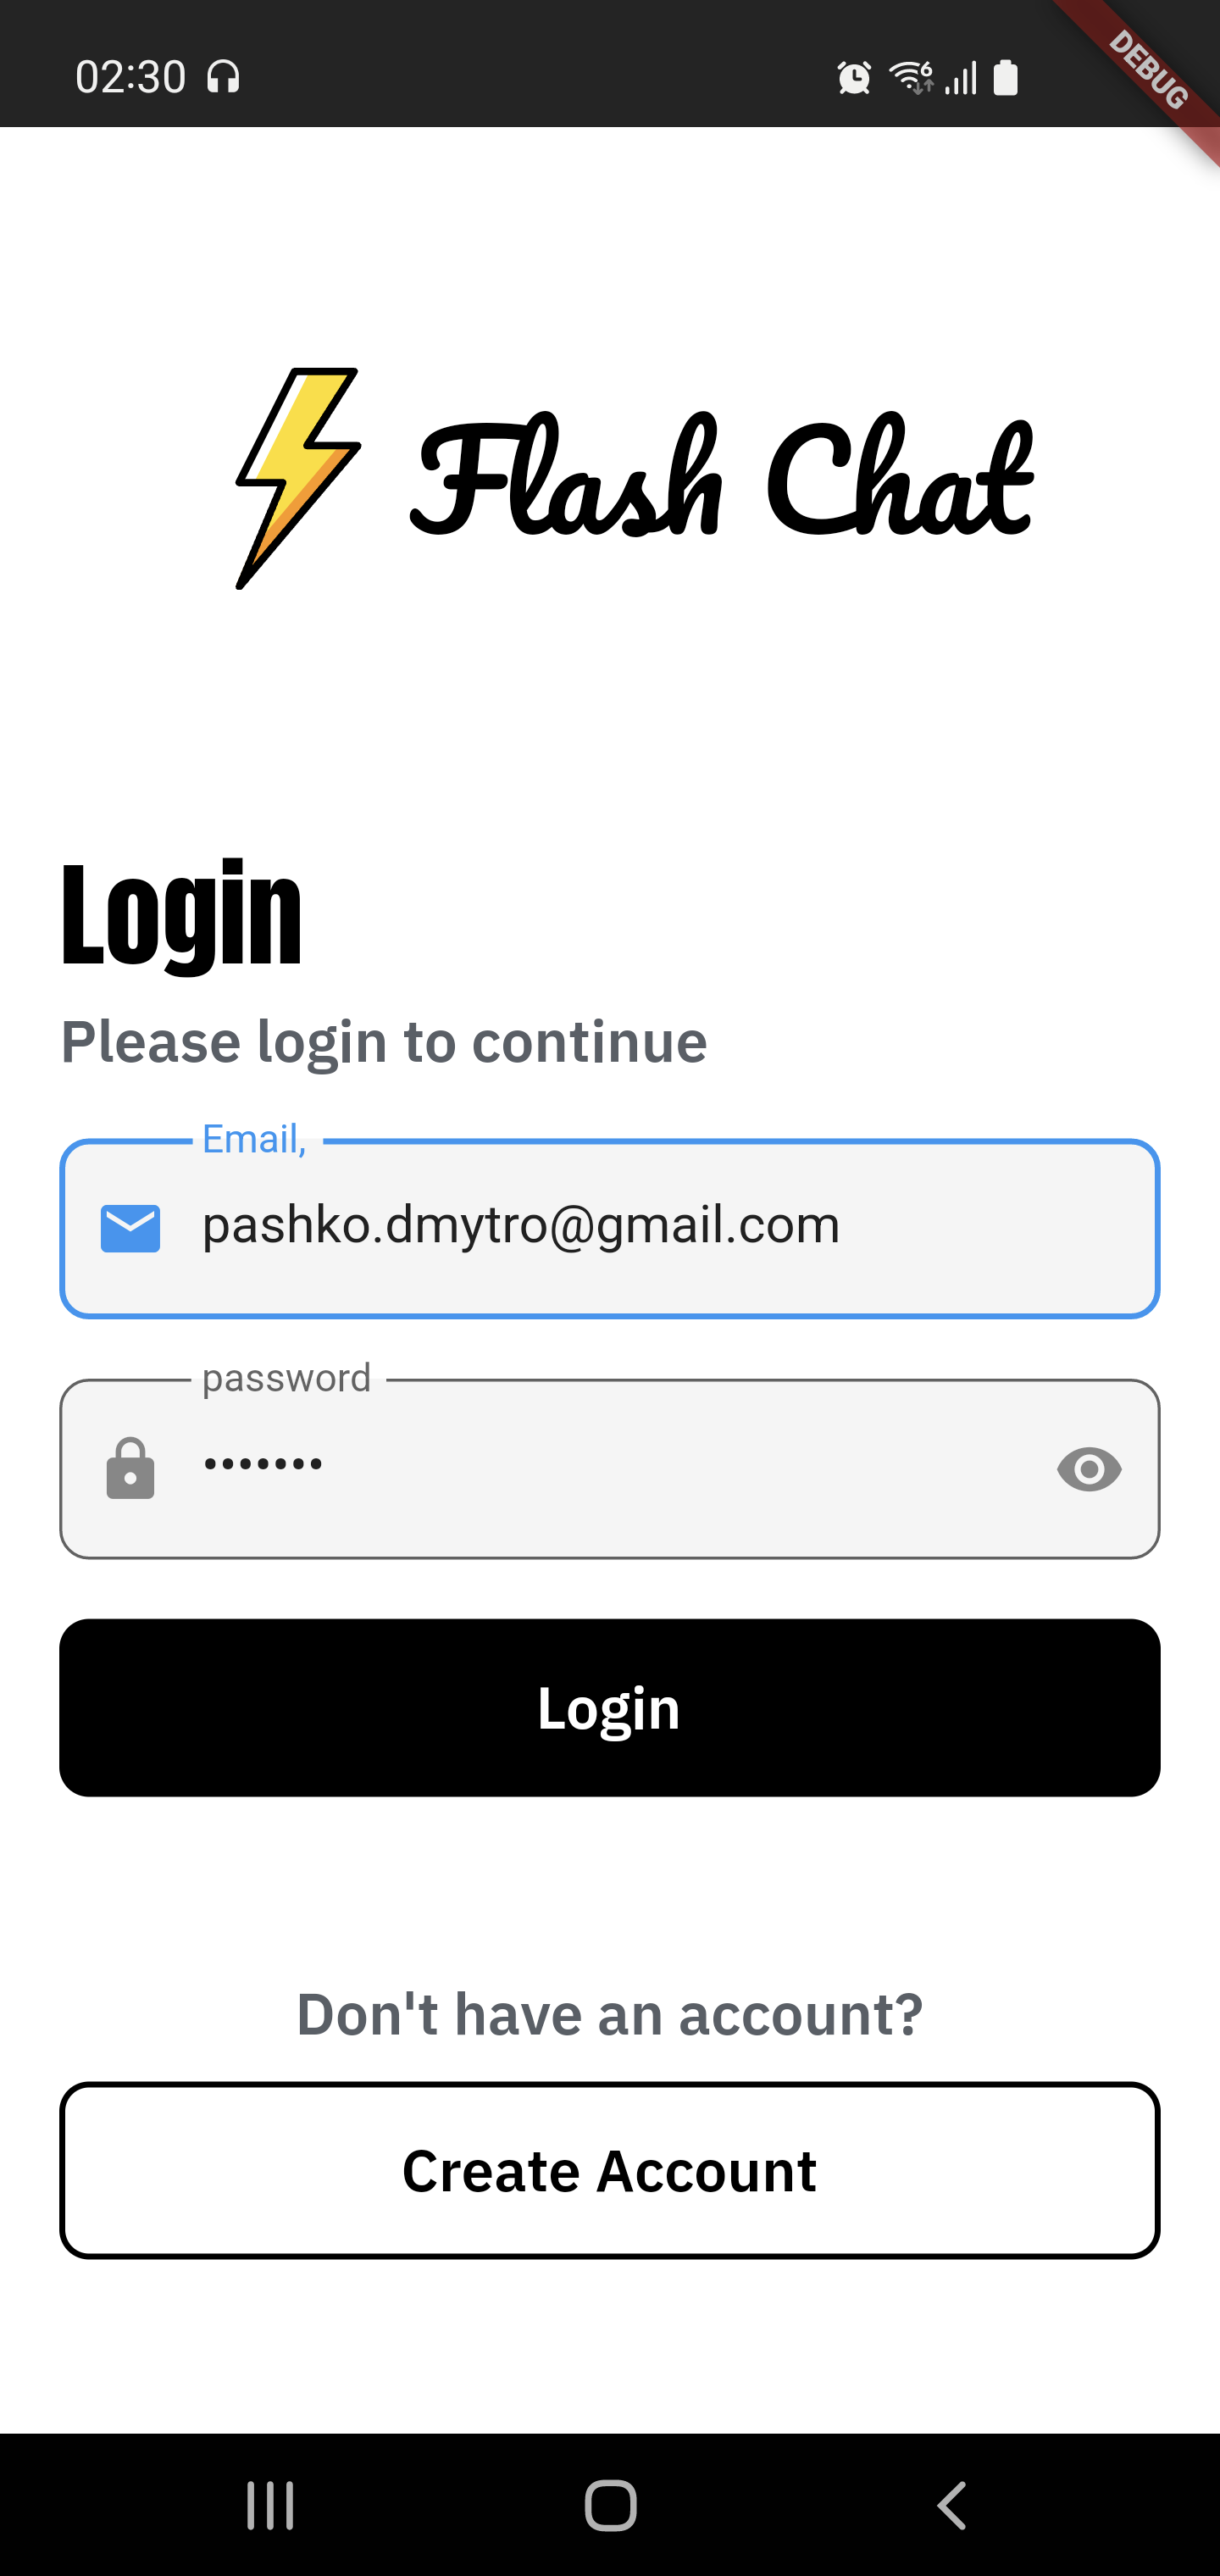 02:30
6
DEBUG
Flash Chat
Login
Please login to continue
Email,
pashko.dmytro@gmail.com
password
•••••••
Login
Don't have an account?
Create Account